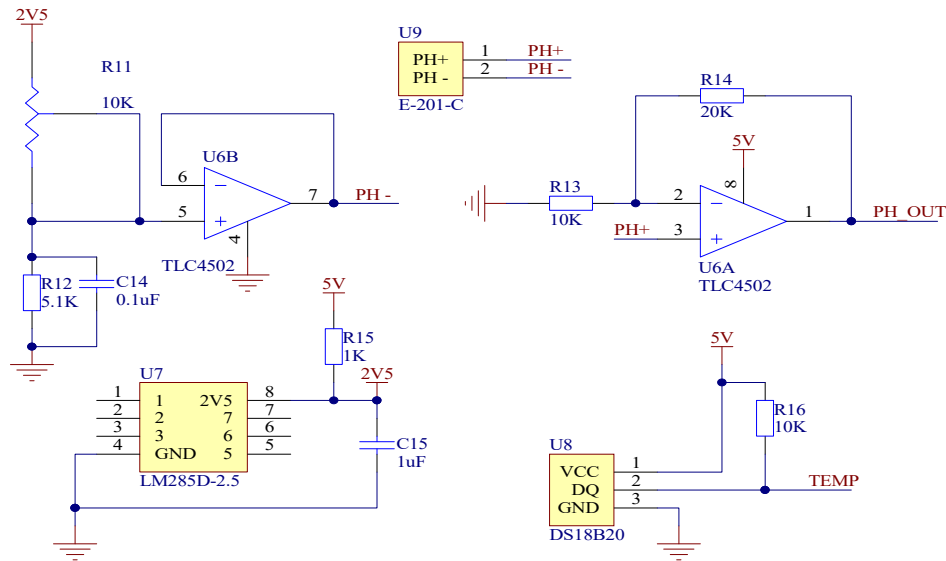 2V5
R11
10K
U6B
6
7
5
4
PH -
TLC4502
R12
5.1K
C14
0.1uF
U9
PH+ 1 PH+
PH - 2 PH -
E-201-C
R14
20K
5V
8
R13
10K
2
1
PH_OUT
PH+
3
U6A
TLC4502
5V
R15
1K
2V5
U7
1 1 2V5 8
2 2 7 7
3 3 6 6
4 GND 5 5
LM285D-2.5
C15
1uF
5V
R16
10K
U8
VCC 1
DQ 2 TEMP
GND 3
DS18B20